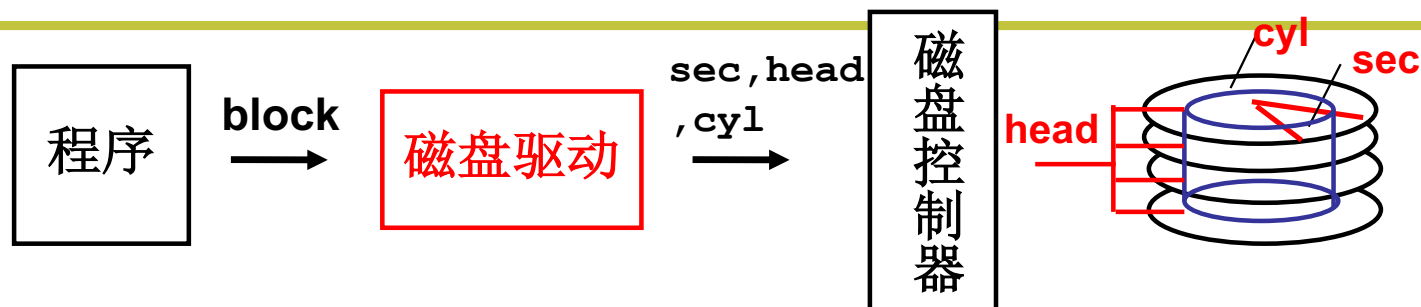 程序
block
磁盘驱动
sec,head
,cyl
磁
盘
控
制
器
head
cyl
sec